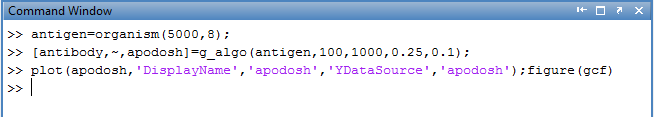 Command Window
>> antigen=organism(5000,8);
>> [antibody,~,apodosh]=g_algo(antigen,100,1000,0.25,0.1);
>> plot(apodosh,'DisplayName','apodosh','YDataSource','apodosh');figure(gcf)
>>